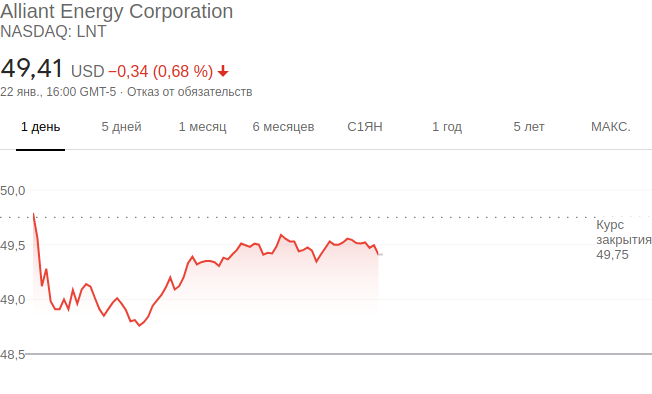 Alliant Energy Corporation
NASDAQ: LNT
49,41 USD −0,34 (0,68 %)
22 янв., 16:00 GMT-5 · Отказ от обязательств
1 день 5 дней 1 месяц 6 месяцев С1ЯН 1 год 5 лет МАКС.
50,0
Курс
закрытия
49,75
49,5
49,0
48,5